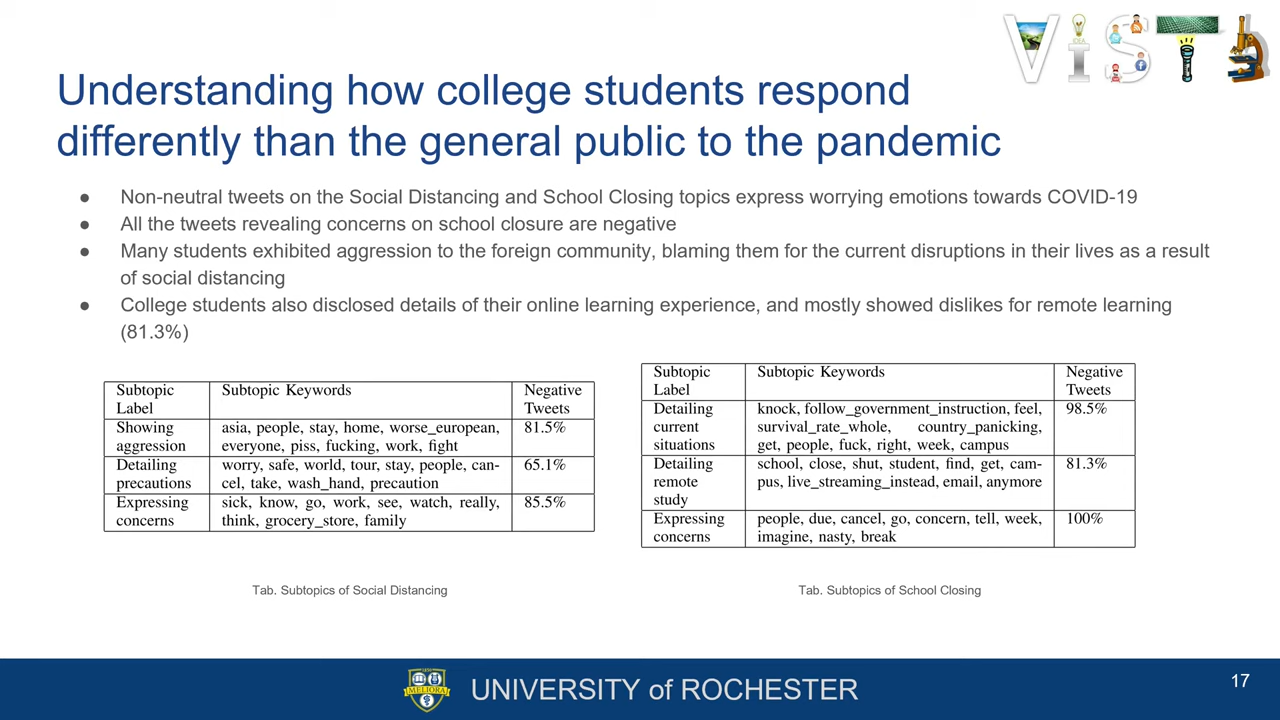 ViST
Understanding how college students respond
differently than the general public to the pandemic
● Non-neutral tweets on the Social Distancing and School Closing topics express worrying emotions towards COVID-19
● All the tweets revealing concerns on school closure are negative
● Many students exhibited aggression to the foreign community, blaming them for the current disruptions in their lives as a result
of social distancing
● College students also disclosed details of their online learning experience, and mostly showed dislikes for remote learning
(81.3%)
Subtopic Subtopic Keywords Negative
Label Tweets
Showing asia, people, stay, home, worse_european, 81.5%
aggression everyone, piss, fucking, work, fight
Detailing worry, safe, world, tour, stay, people, can- 65.1%
precautions cel, take, wash_hand, precaution
Expressing sick, know, go, work, see, watch, really, 85.5%
concerns think, grocery_store, family
Tab. Subtopics of Social Distancing
Subtopic Subtopic Keywords Negative
Label Tweets
Detailing knock, follow_government_instruction, feel, 98.5%
current survival_rate_whole, country_panicking,
situations get, people, fuck, right, week, campus
Detailing school, close, shut, student, find, get, cam- 81.3%
remote pus, live_streaming_instead, email, anymore
study
Expressing people, due, cancel, go, concern, tell, week, 100%
concerns imagine, nasty, break
Tab. Subtopics of School Closing
MELIORA
UNIVERSITY of ROCHESTER
17